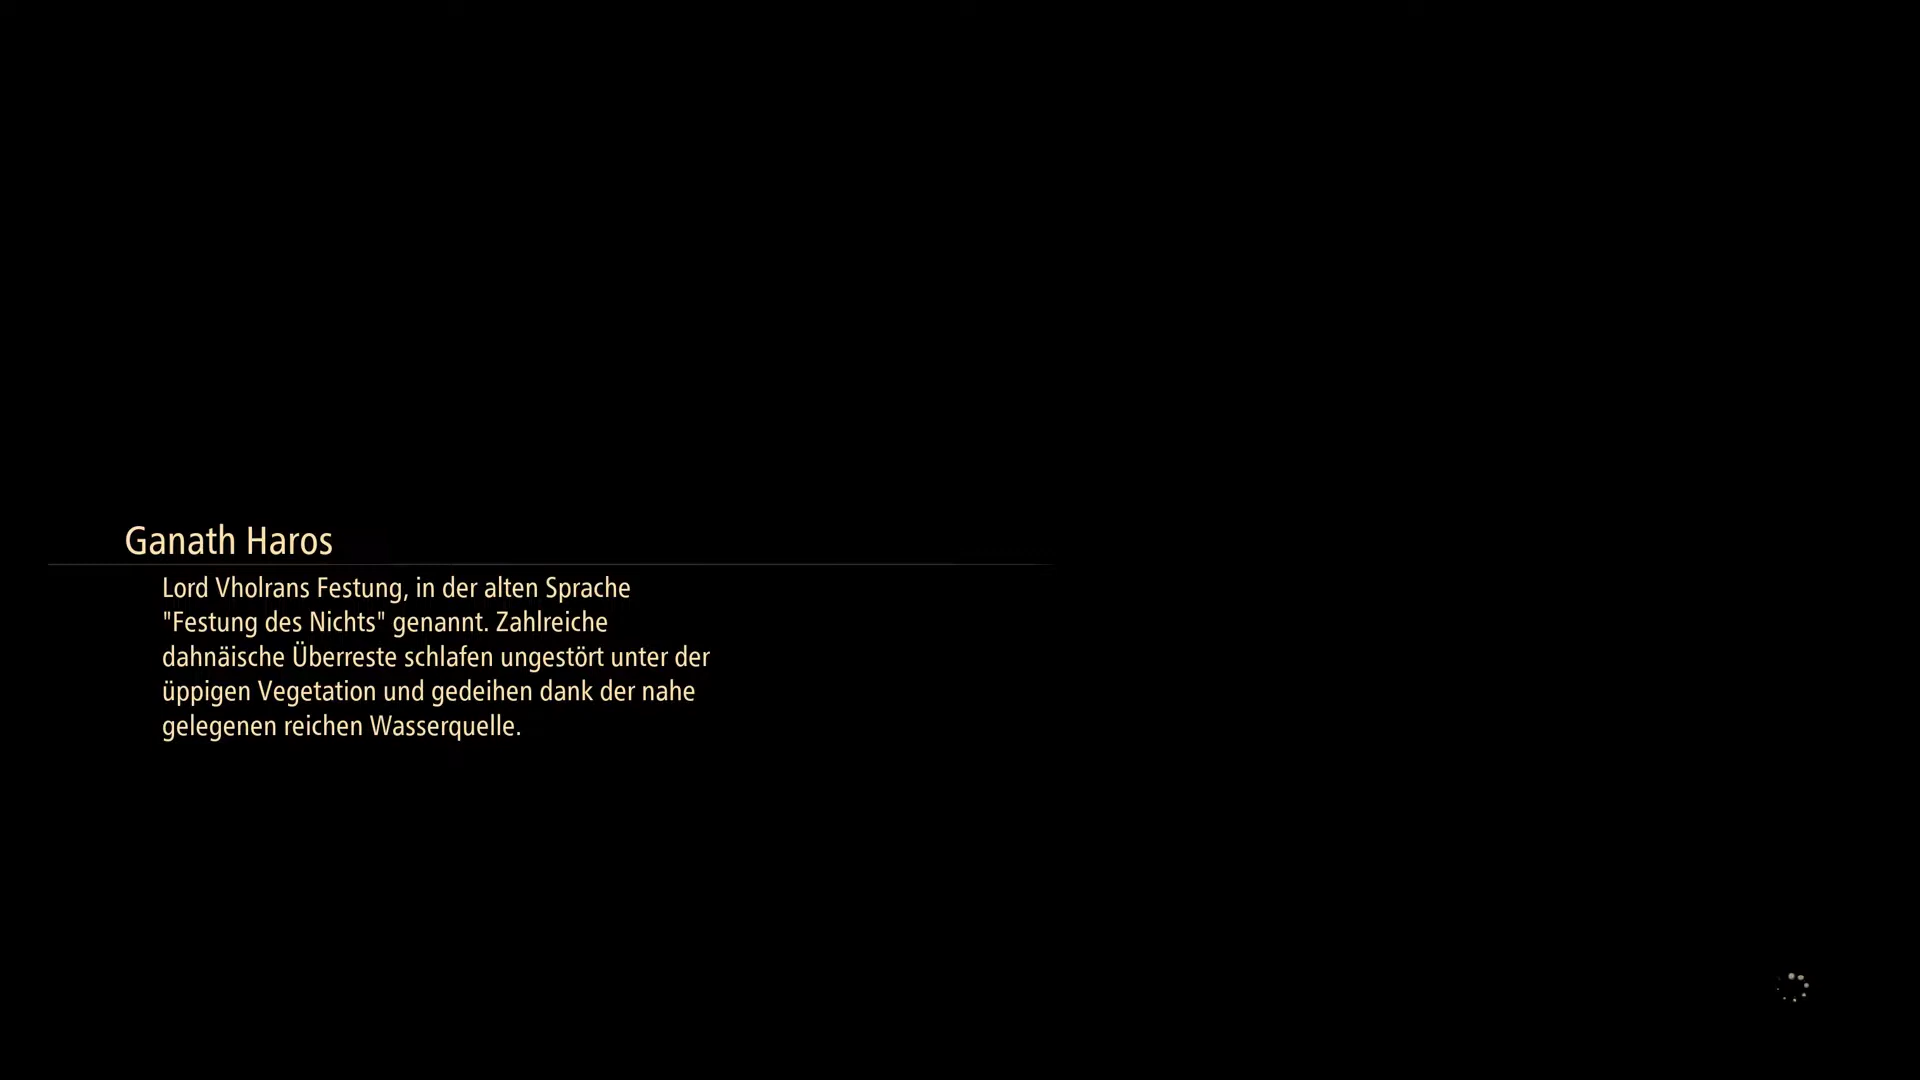 Ganath Haros
Lord Vholrans Festung, in der alten Sprache
"Festung des Nichts" genannt. Zahlreiche
dahnäische Überreste schlafen ungestört unter der
üppigen Vegetation und gedeihen dank der nahe
gelegenen reichen Wasserquelle.